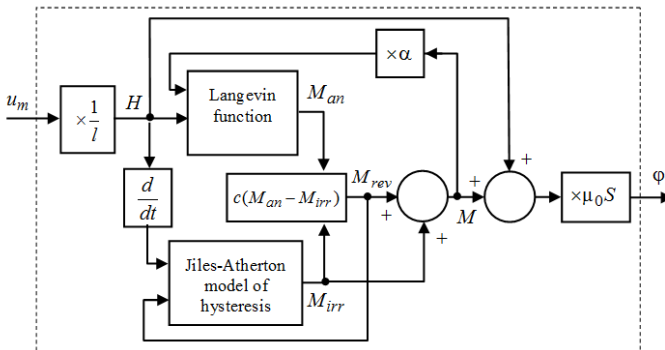 ×α
u_m
×1/l
H
Langevin
function
M_an
+
d/dt
c(M_an − M_irr)
M_rev
+
+
+
M
×μ₀S
φ
Jiles-Atherton
model of
hysteresis
M_irr